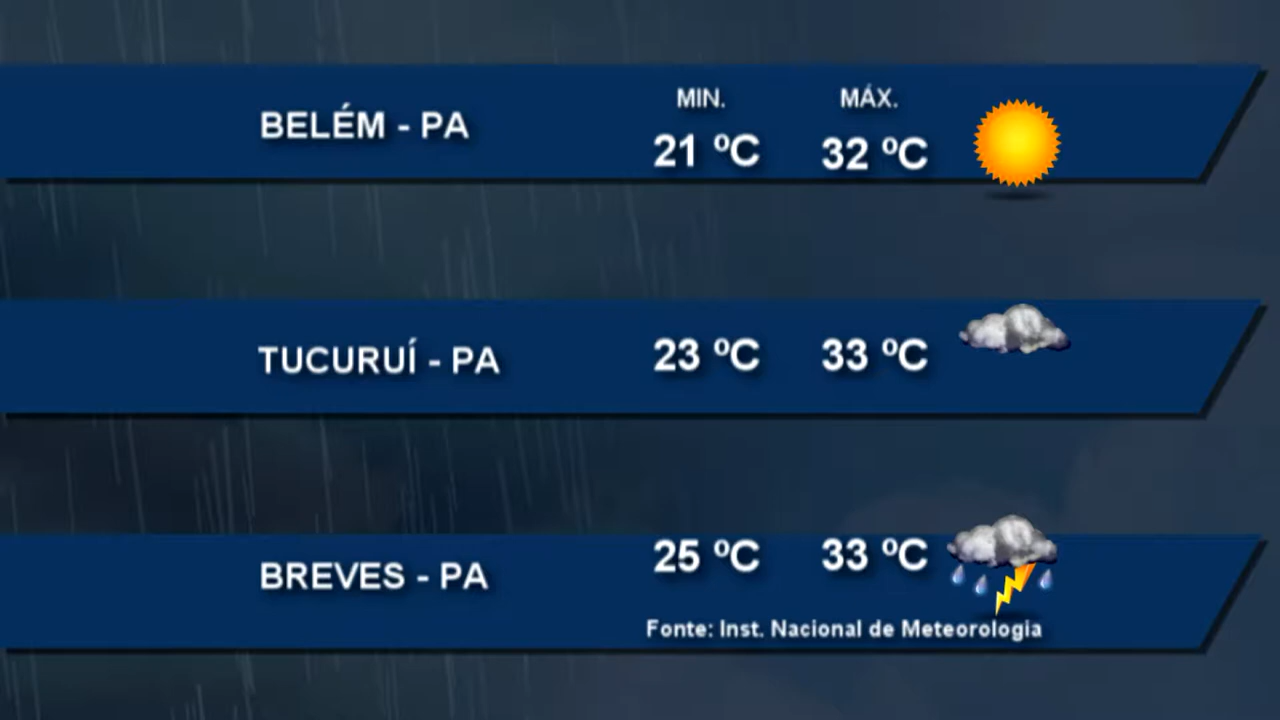 BELÉM - PA
MIN.
MÁX.
21 ºC
32 ºC
TUCURUÍ - PA
23 ºC
33 ºC
BREVES - PA
25 ºC
33 ºC
Fonte: Inst. Nacional de Meteorologia